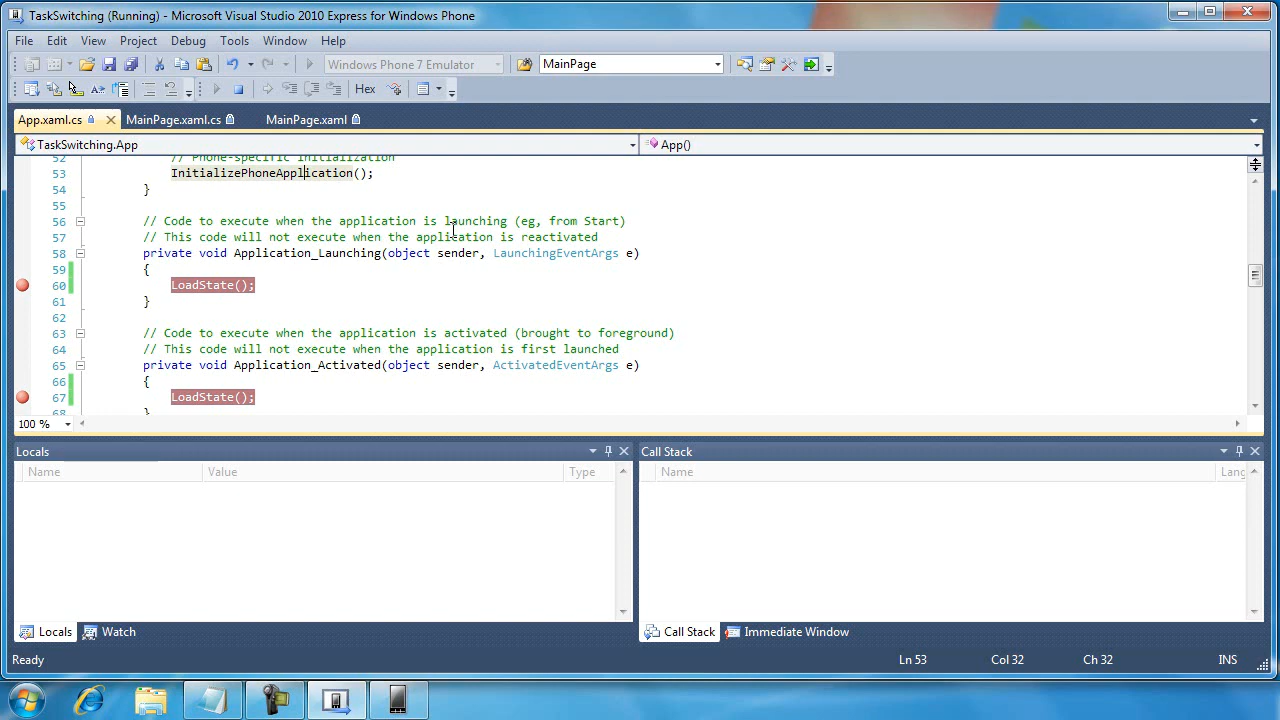 TaskSwitching (Running) - Microsoft Visual Studio 2010 Express for Windows Phone
File Edit View Project Debug Tools Window Help
Windows Phone 7 Emulator MainPage
Hex
App.xaml.cs MainPage.xaml.cs MainPage.xaml
TaskSwitching.App App()
52 // Phone-specific initialization
53 InitializePhoneApplication();
54 }
55
56 // Code to execute when the application is launching (eg, from Start)
57 // This code will not execute when the application is reactivated
58 private void Application_Launching(object sender, LaunchingEventArgs e)
59 {
60 LoadState();
61 }
62
63 // Code to execute when the application is activated (brought to foreground)
64 // This code will not execute when the application is first launched
65 private void Application_Activated(object sender, ActivatedEventArgs e)
66 {
67 LoadState();
68 }
100 %
Locals Call Stack
Name Value Type Name Lang
Locals Watch Call Stack Immediate Window
Ready Ln 53 Col 32 Ch 32 INS